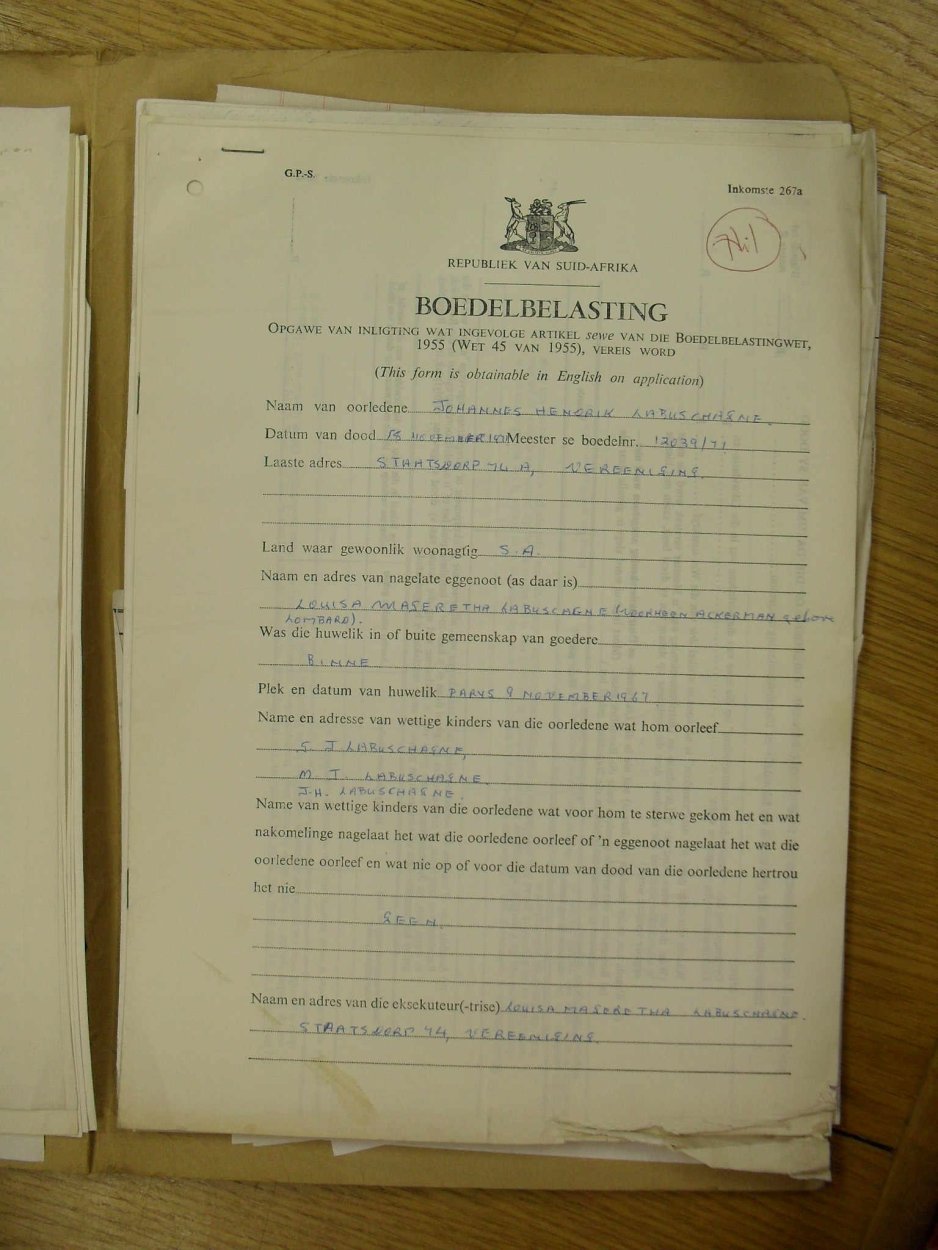 G.P.-S.
Inkomste 267a
Nil
REPUBLIEK VAN SUID-AFRIKA
BOEDELBELASTING
OPGAWE VAN INLIGTING WAT INGEVOLGE ARTIKEL sewe VAN DIE BOEDELBELASTINGWET,
1955 (WET 45 VAN 1955), VEREIS WORD
(This form is obtainable in English on application)
Naam van oorledene JOHANNES HENDRIK LABUSCHAGNE.
Datum van dood NOVEMBER 1971 Meester se boedelnr. 12039/71
Laaste adres STAATSDORP 74 A, VEREENIGING.
Land waar gewoonlik woonagtig S.A.
Naam en adres van nagelate eggenoot (as daar is)
LOUISA MAGRETHA LABUSCHAGNE (VOORHEEN ACKERMAN gebore
LOMBARD).
Was die huwelik in of buite gemeenskap van goedere
BINNE
Plek en datum van huwelik PARYS 9 NOVEMBER 1967
Name en adresse van wettige kinders van die oorledene wat hom oorleef
G J LABUSCHAGNE,
M. J. LABUSCHAGNE
J.H. LABUSCHAGNE.
Name van wettige kinders van die oorledene wat voor hom te sterwe gekom het en wat
nakomelinge nagelaat het wat die oorledene oorleef of 'n eggenoot nagelaat het wat die
oorledene oorleef en wat nie op of voor die datum van dood van die oorledene hertrou
het nie
GEEN.
Naam en adres van die eksekuteur(-trise) LOUISA MAGRETHA LABUSCHAGNE.
STAATSDORP 74, VEREENIGING.